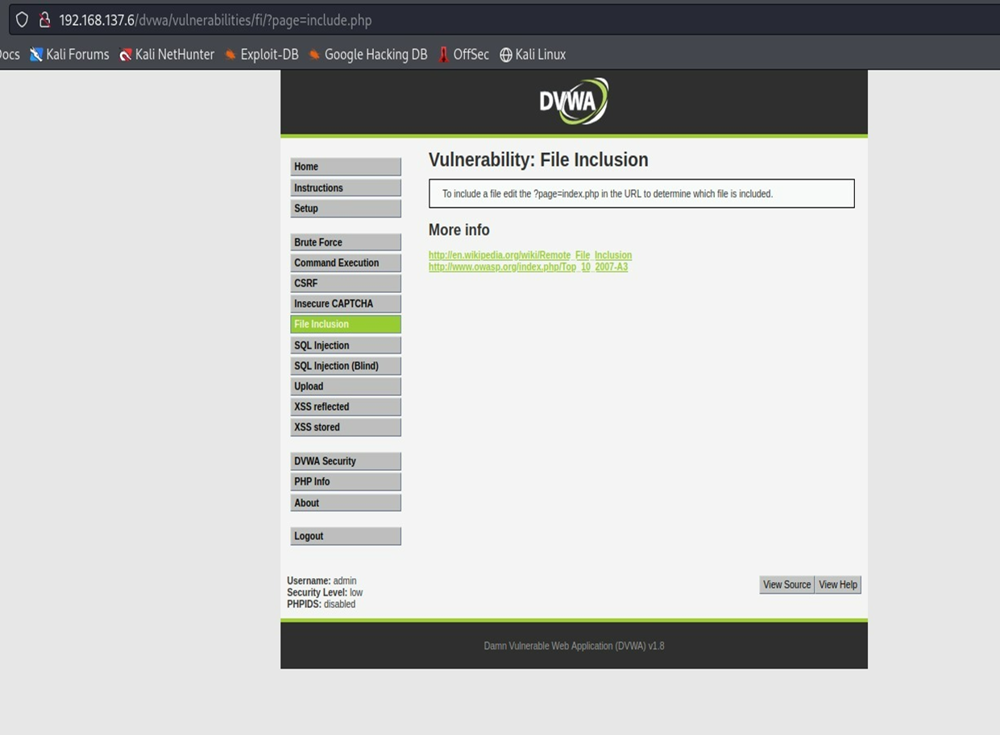 192.168.137.6/dvwa/vulnerabilities/fi/?page=include.php
ocs Kali Forums Kali NetHunter Exploit-DB Google Hacking DB OffSec Kali Linux
DVWA
Home
Instructions
Setup
Brute Force
Command Execution
CSRF
Insecure CAPTCHA
File Inclusion
SQL Injection
SQL Injection (Blind)
Upload
XSS reflected
XSS stored
DVWA Security
PHP Info
About
Logout
Vulnerability: File Inclusion
To include a file edit the ?page=index.php in the URL to determine which file is included.
More info
http://en.wikipedia.org/wiki/Remote_File_Inclusion
http://www.owasp.org/index.php/Top_10_2007-A3
Username: admin
Security Level: low
PHPIDS: disabled
View Source View Help
Damn Vulnerable Web Application (DVWA) v1.8